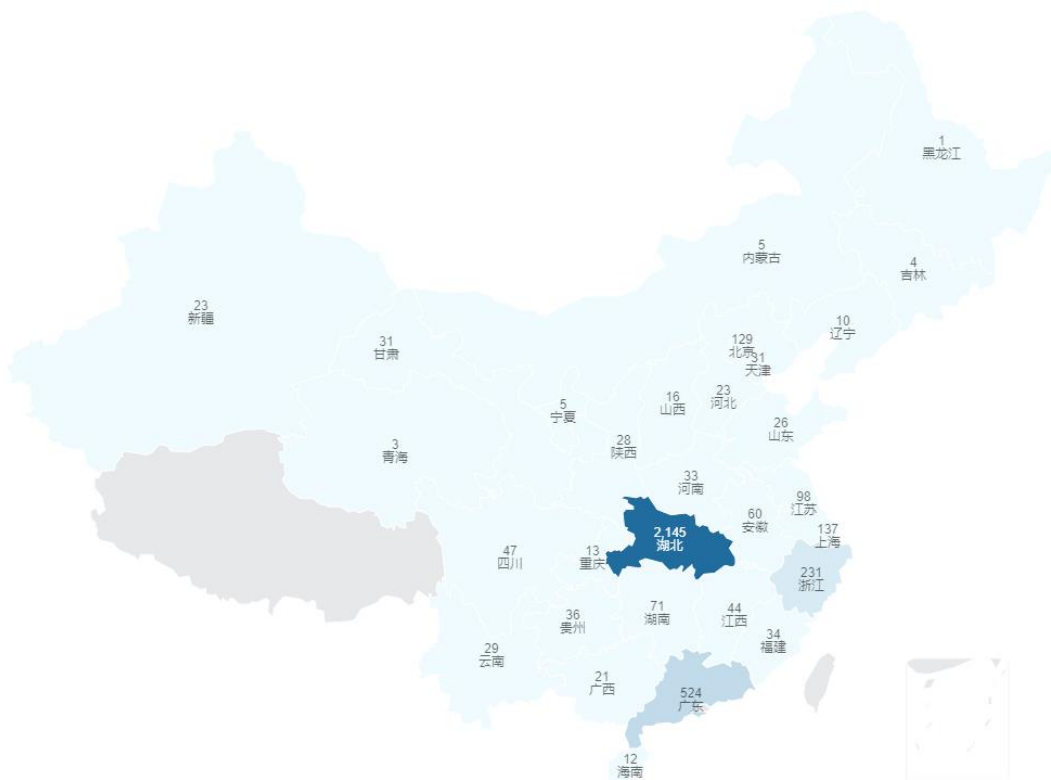 1
黑龙江
5
内蒙古
4
吉林
23
新疆
10
辽宁
31
甘肃
129
北京
31
天津
16
山西
23
河北
5
宁夏
26
山东
3
青海
28
陕西
33
河南
98
江苏
60
安徽
137
上海
2,145
湖北
47
四川
13
重庆
231
浙江
36
贵州
71
湖南
44
江西
34
福建
29
云南
21
广西
524
广东
12
海南